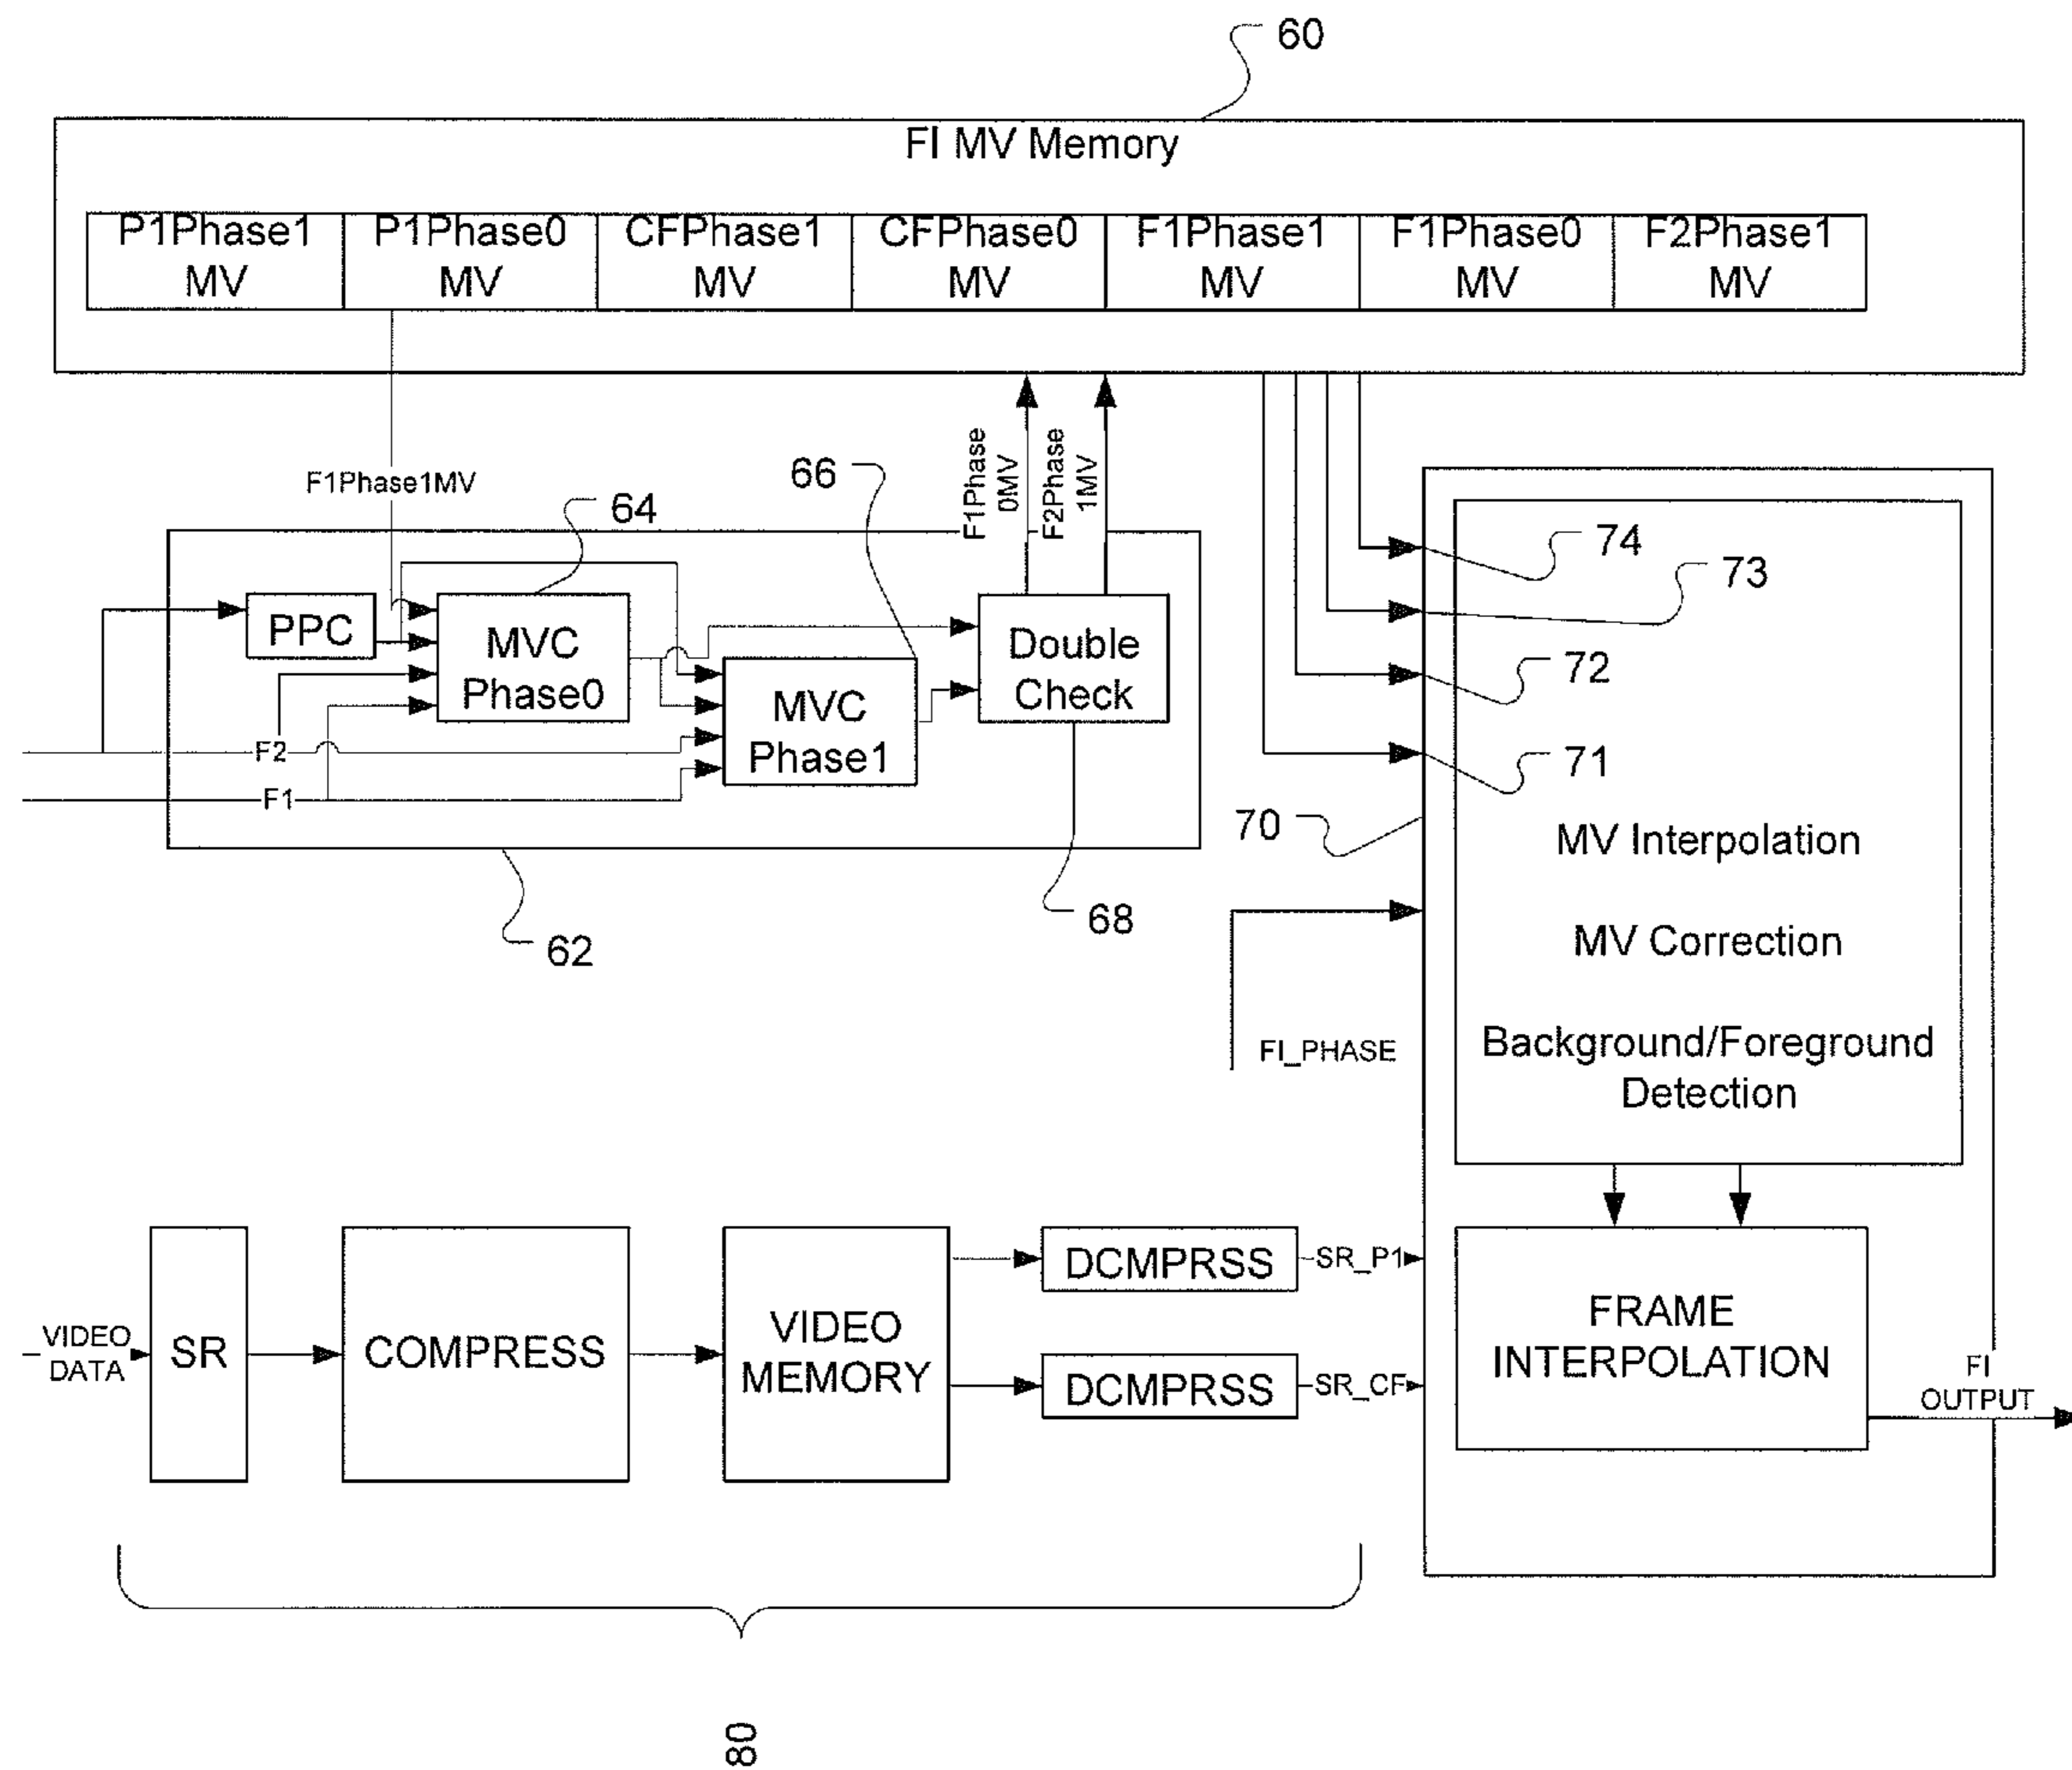 60
FI MV Memory
P1Phase1 MV
P1Phase0 MV
CFPhase1 MV
CFPhase0 MV
F1Phase1 MV
F1Phase0 MV
F2Phase1 MV
F1Phase1MV
64
66
F1Phase
0MV
F2Phase
1MV
PPC
MVC
Phase0
MVC
Phase1
Double
Check
F2
F1
62
68
74
73
72
71
70
MV Interpolation
MV Correction
Background/Foreground
Detection
FI_PHASE
VIDEO
DATA
SR
COMPRESS
VIDEO
MEMORY
DCMPRSS
SR_P1
DCMPRSS
SR_CF
FRAME
INTERPOLATION
FI
OUTPUT
80